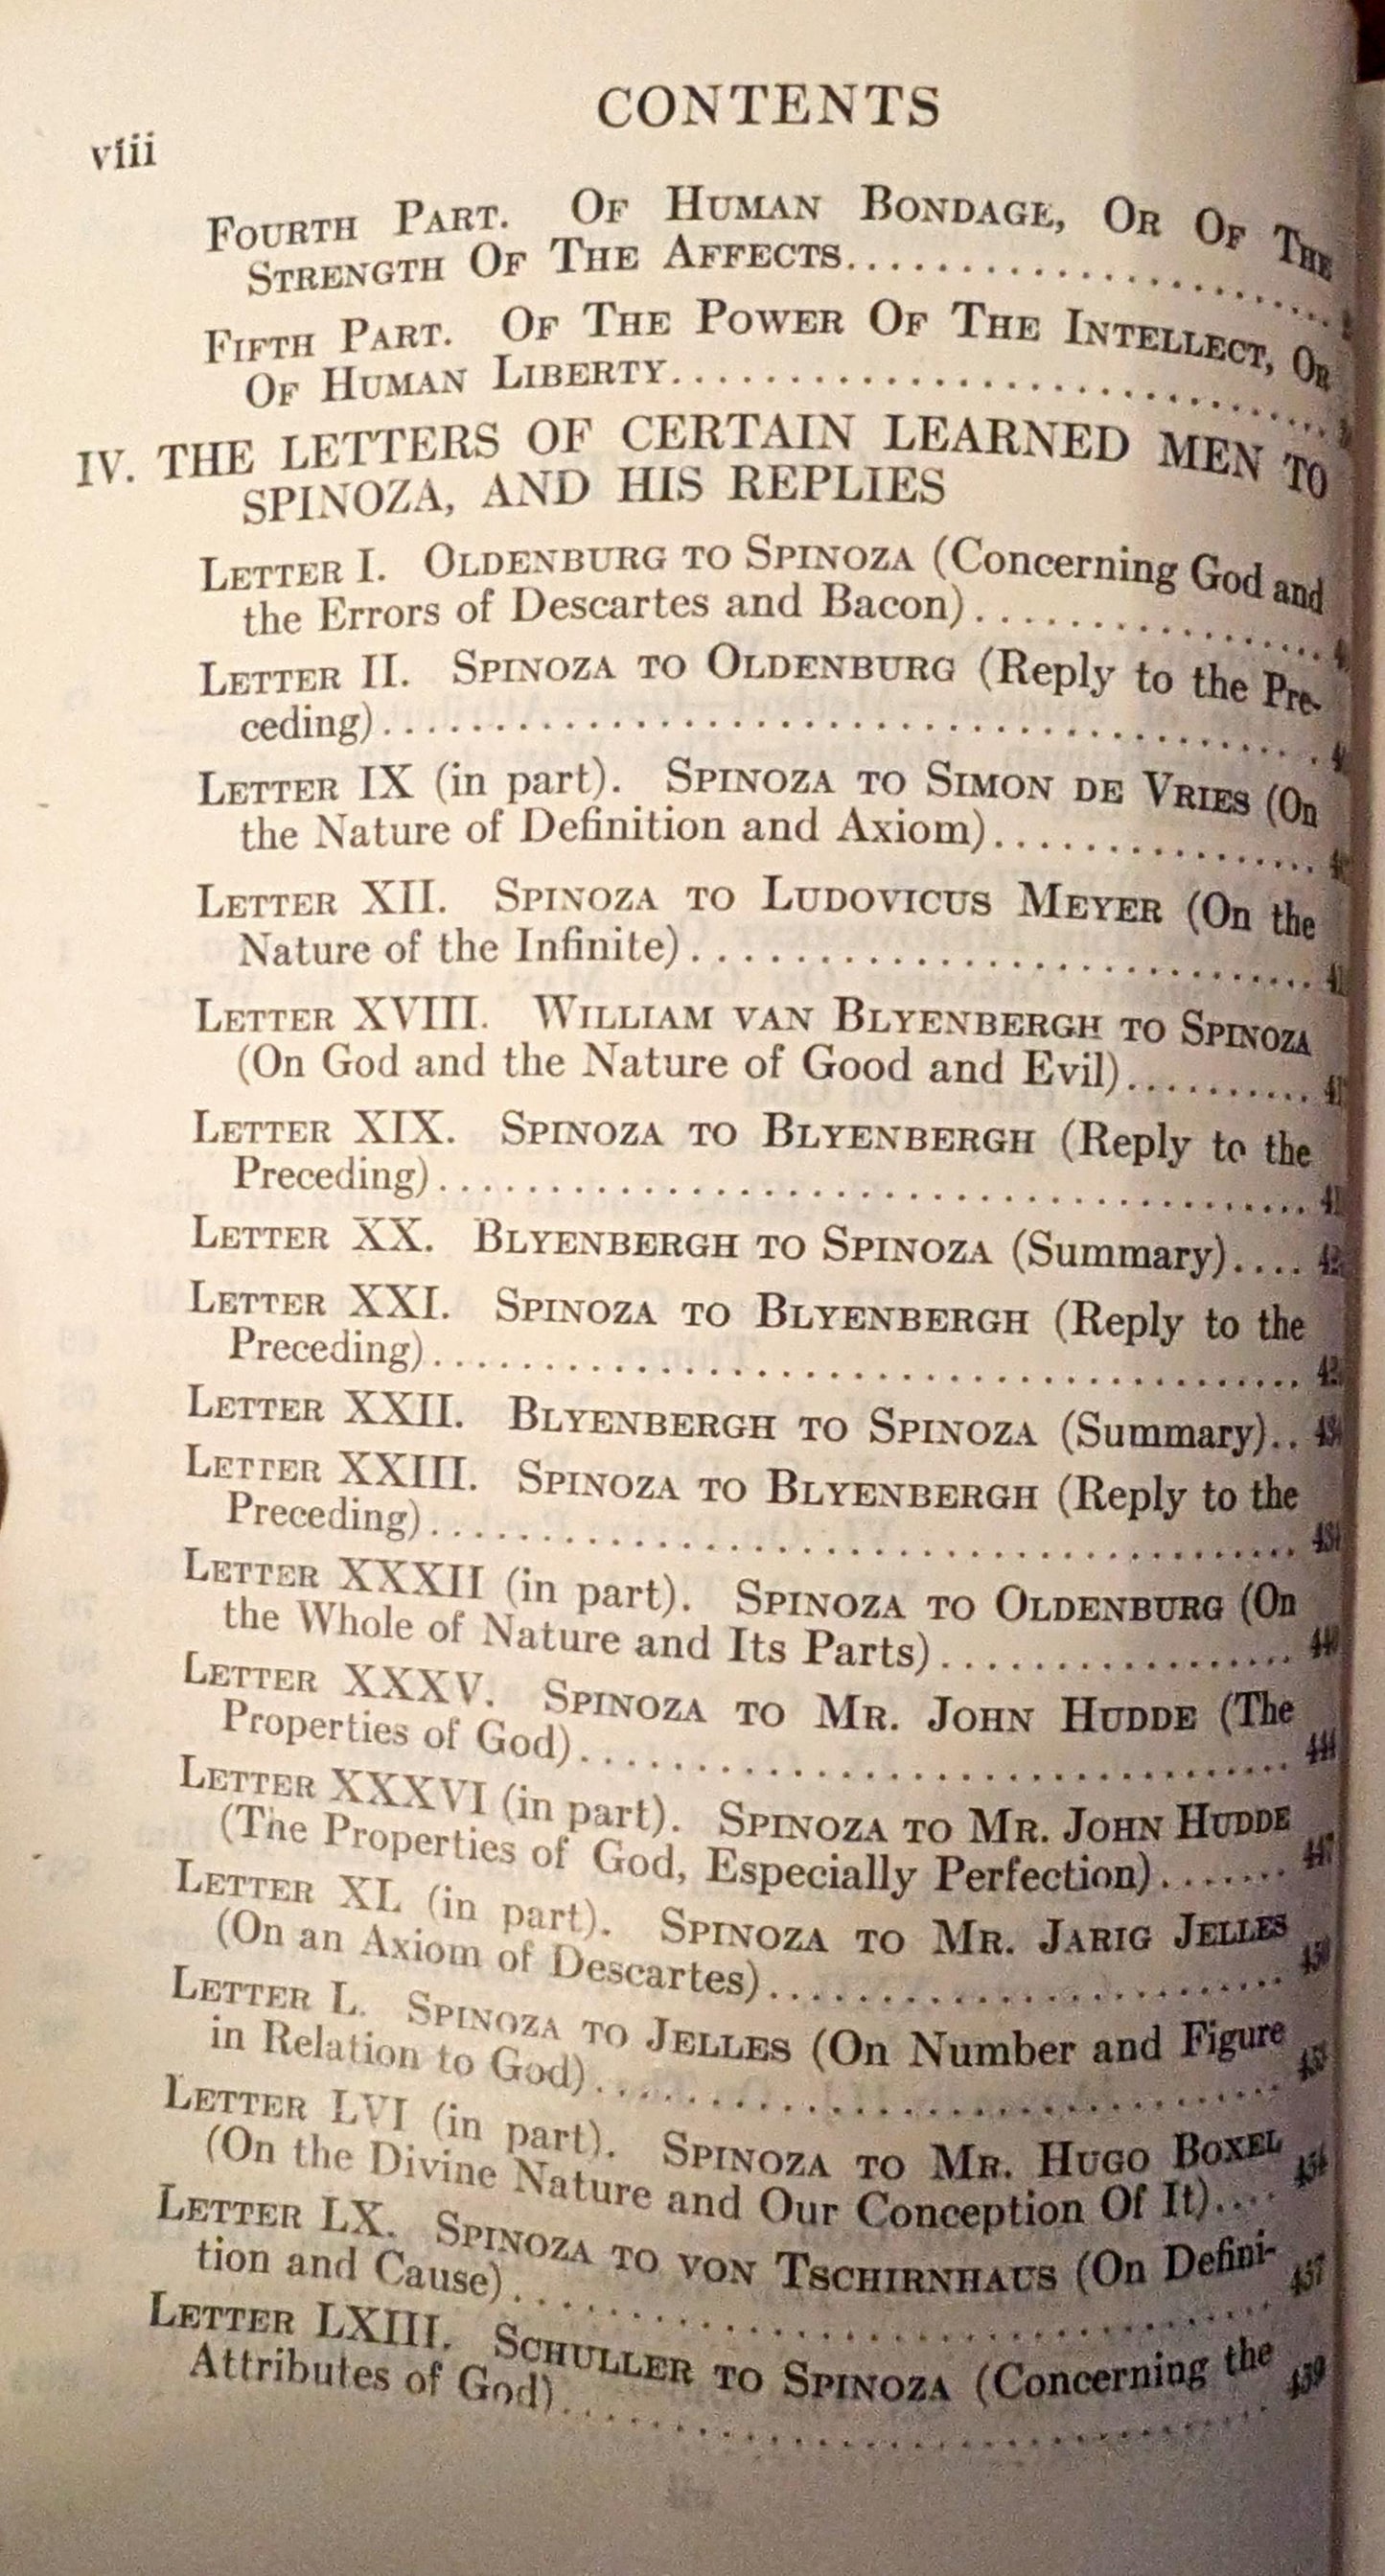 CONTENTS
viii
FOURTH PART. OF HUMAN BONDAGE, OR OF THE
STRENGTH OF THE AFFECTS........................
FIFTH PART. OF THE POWER OF THE INTELLECT, OR
OF HUMAN LIBERTY..............................
IV. THE LETTERS OF CERTAIN LEARNED MEN TO
SPINOZA, AND HIS REPLIES
LETTER I. OLDENBURG TO SPINOZA (Concerning God and
the Errors of Descartes and Bacon)..................
LETTER II. SPINOZA TO OLDENBURG (Reply to the Pre-
ceding)..........................................
LETTER IX (in part). SPINOZA TO SIMON DE VRIES (On
the Nature of Definition and Axiom)................
LETTER XII. SPINOZA TO LUDOVICUS MEYER (On the
Nature of the Infinite)..............................
LETTER XVIII. WILLIAM VAN BLYENBERGH TO SPINOZA
(On God and the Nature of Good and Evil)..........
LETTER XIX. SPINOZA TO BLYENBERGH (Reply to the
Preceding)........................................
LETTER XX. BLYENBERGH TO SPINOZA (Summary)....
LETTER XXI. SPINOZA TO BLYENBERGH (Reply to the
Preceding)........................................
LETTER XXII. BLYENBERGH TO SPINOZA (Summary)..
LETTER XXIII. SPINOZA TO BLYENBERGH (Reply to the
Preceding)........................................
LETTER XXXII (in part). SPINOZA TO OLDENBURG (On
the Whole of Nature and Its Parts)..................
LETTER XXXV. SPINOZA TO MR. JOHN HUDDE (The
Properties of God)................................ 444
LETTER XXXVI (in part). SPINOZA TO MR. JOHN HUDDE
(The Properties of God, Especially Perfection)....... 447
LETTER XL (in part). SPINOZA TO MR. JARIG JELLES
(On an Axiom of Descartes)........................
LETTER L. SPINOZA TO JELLES (On Number and Figure
in Relation to God)................................
LETTER LVI (in part). SPINOZA TO MR. HUGO BOXEL
(On the Divine Nature and Our Conception Of It).... 454
LETTER LX. SPINOZA TO VON TSCHIRNHAUS (On Defini-
tion and Cause)................................... 457
LETTER LXIII. SCHULLER TO SPINOZA (Concerning the
Attributes of God)................................ 459